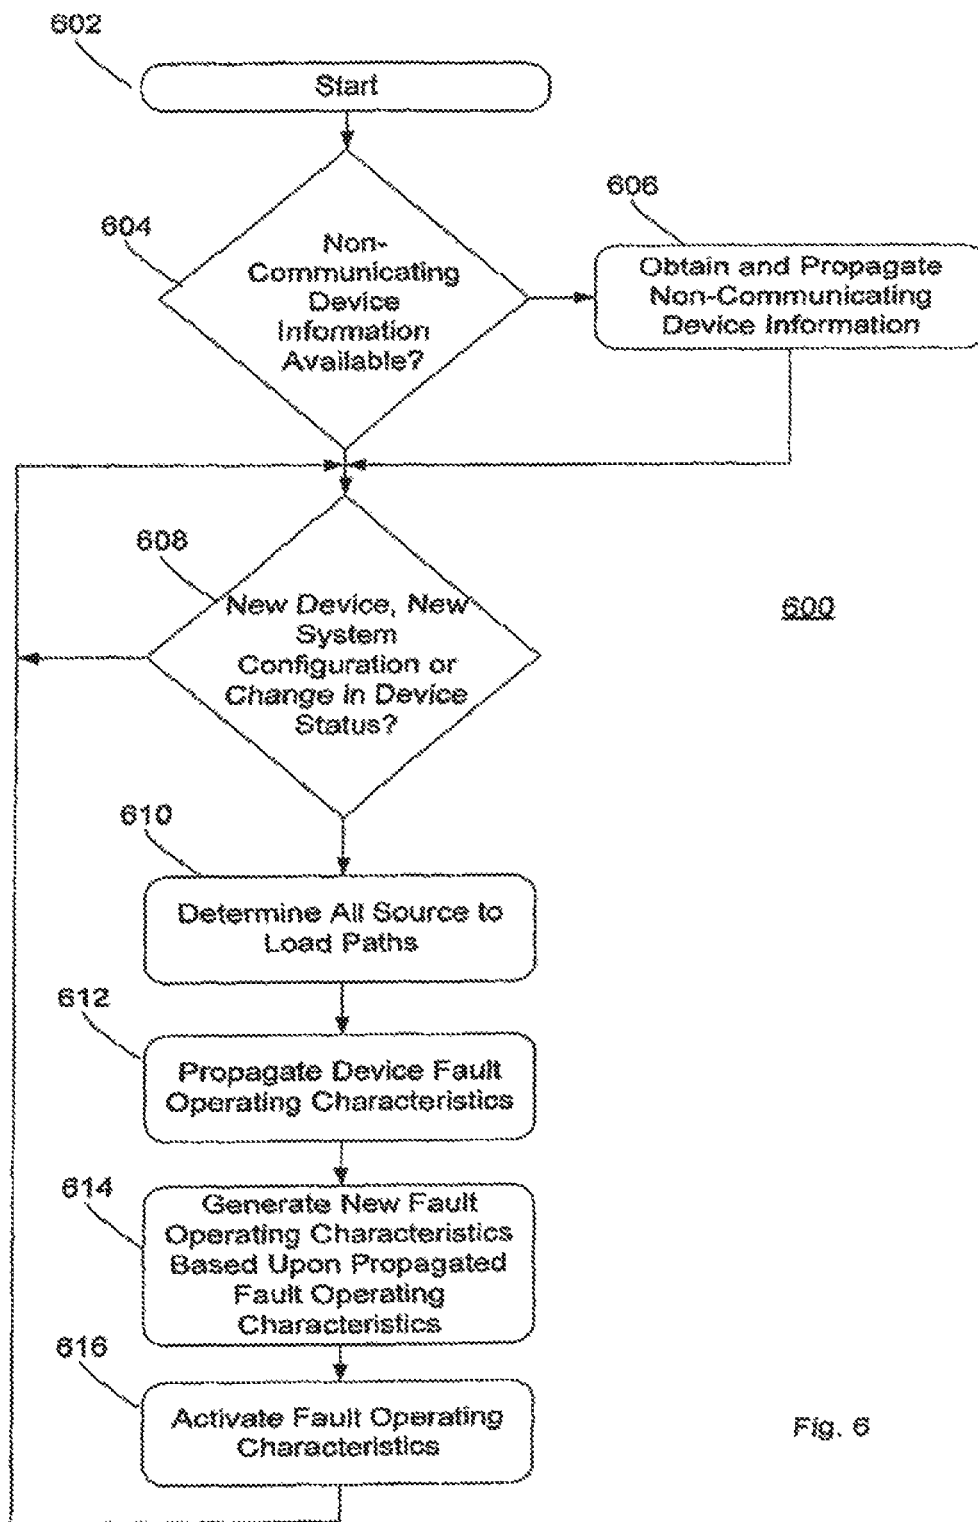 602
Start
604
Non-
Communicating
Device
Information
Available?
606
Obtain and Propagate
Non-Communicating
Device Information
608
New Device, New
System
Configuration or
Change in Device
Status?
600
610
Determine All Source to
Load Paths
612
Propagate Device Fault
Operating Characteristics
614
Generate New Fault
Operating Characteristics
Based Upon Propagated
Fault Operating
Characteristics
616
Activate Fault Operating
Characteristics
Fig. 6